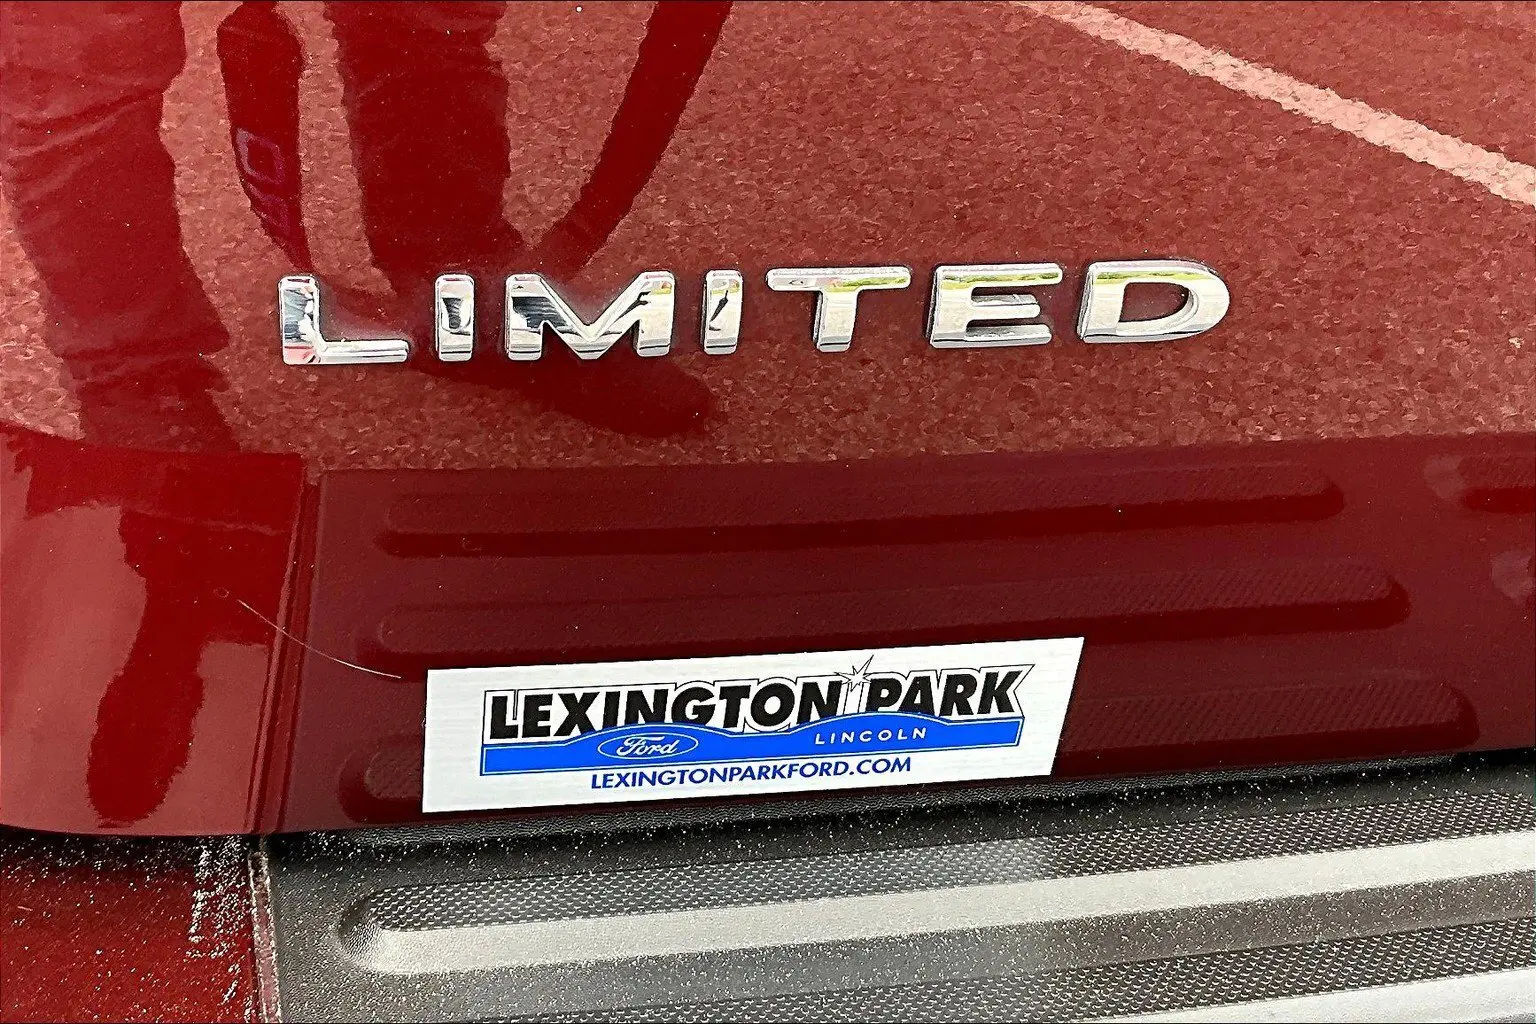 LIMITED
LEXINGTON PARK
Ford LINCOLN
LEXINGTONPARKFORD.COM